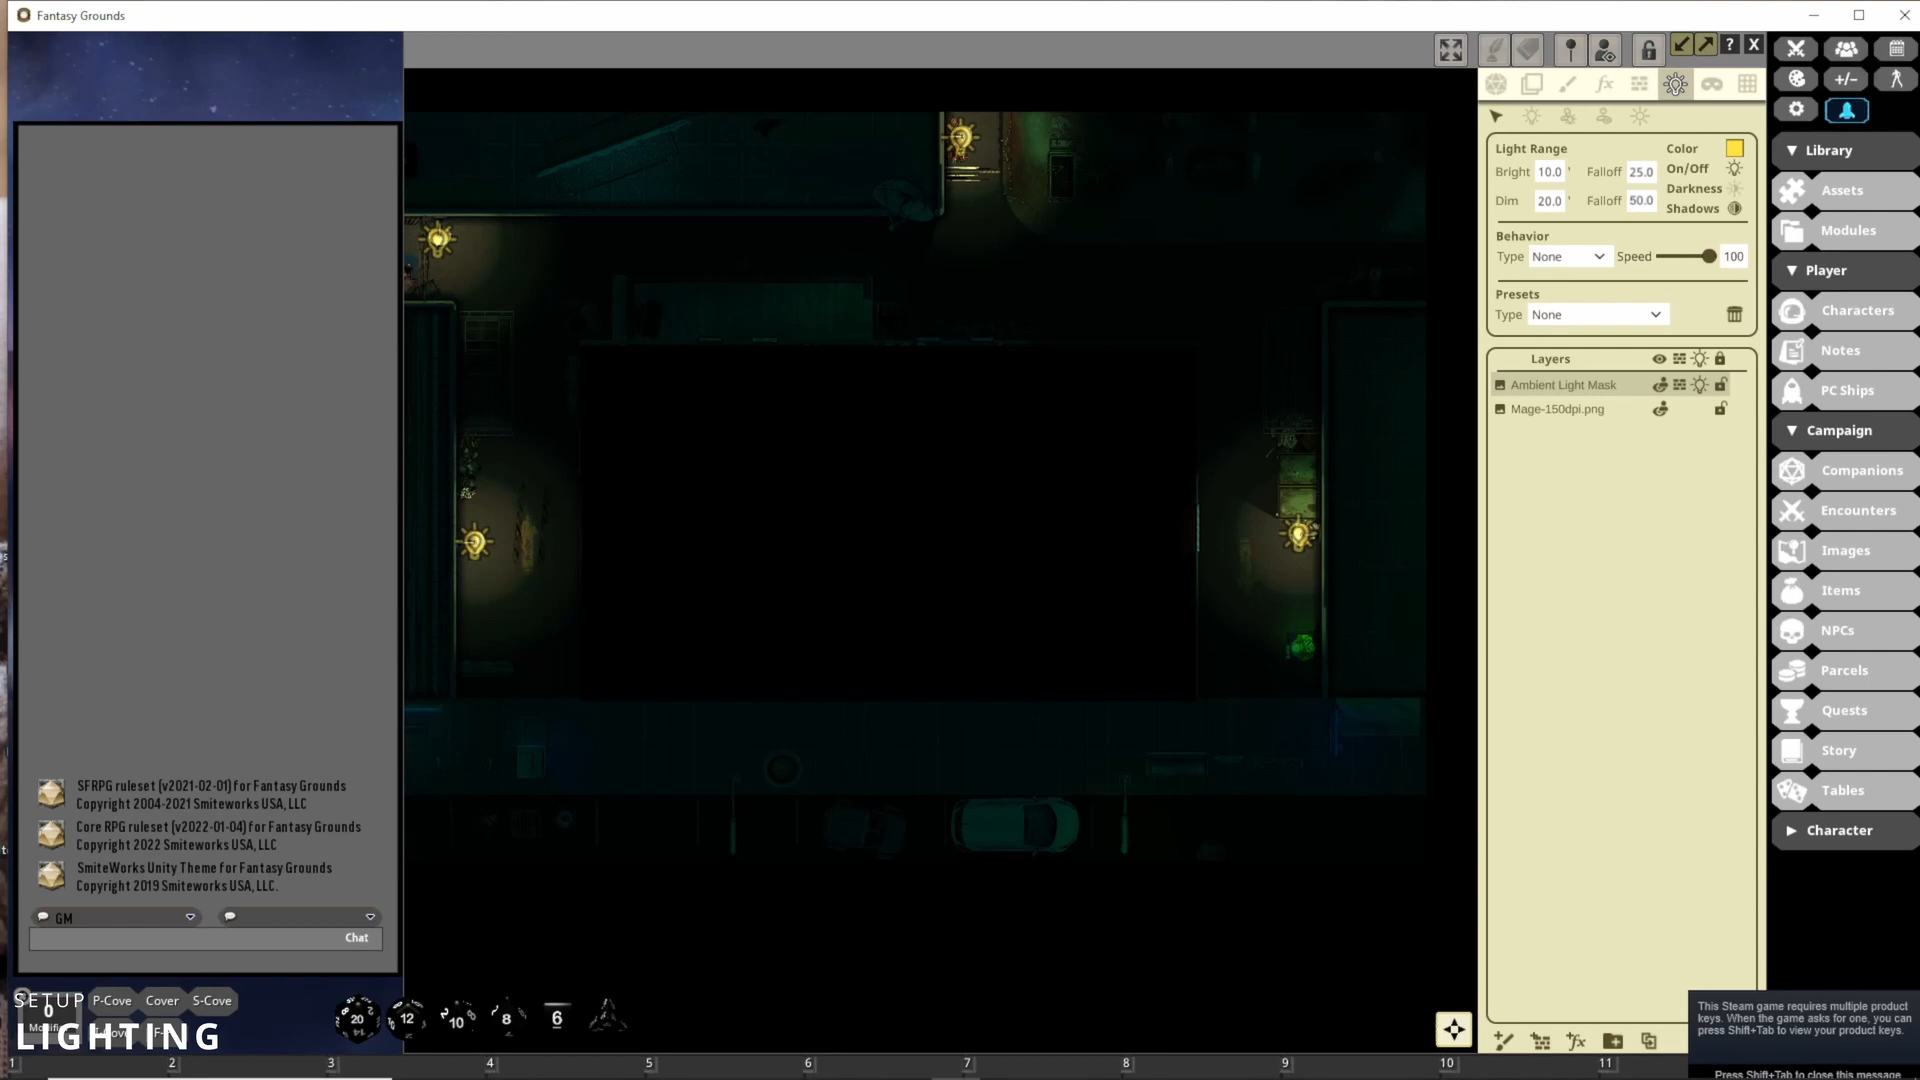 Fantasy Grounds
?
X
+/-
fx
Light Range
Color
Bright 10.0 ' Falloff 25.0
On/Off
Darkness
Dim 20.0 ' Falloff 50.0
Shadows
Behavior
Type None Speed 100
Presets
Type None
Layers
Ambient Light Mask
Mage-150dpi.png
Library
Assets
Modules
Player
Characters
Notes
PC Ships
Campaign
Companions
Encounters
Images
Items
NPCs
Parcels
Quests
Story
Tables
Character
SFRPG ruleset (v2021-02-01) for Fantasy Grounds
Copyright 2004-2021 Smiteworks USA, LLC
Core RPG ruleset (v2022-01-04) for Fantasy Grounds
Copyright 2022 Smiteworks USA, LLC
SmiteWorks Unity Theme for Fantasy Grounds
Copyright 2019 Smiteworks USA, LLC.
GM
Chat
SETUP
P-Cove Cover S-Cove
0
LIGHTING
20 12 10 8 6
fx
This Steam game requires multiple product
keys. When the game asks for one, you can
press Shift+Tab to view your product keys.
Press Shift+Tab to close this message
1 2 3 4 5 6 7 8 9 10 11